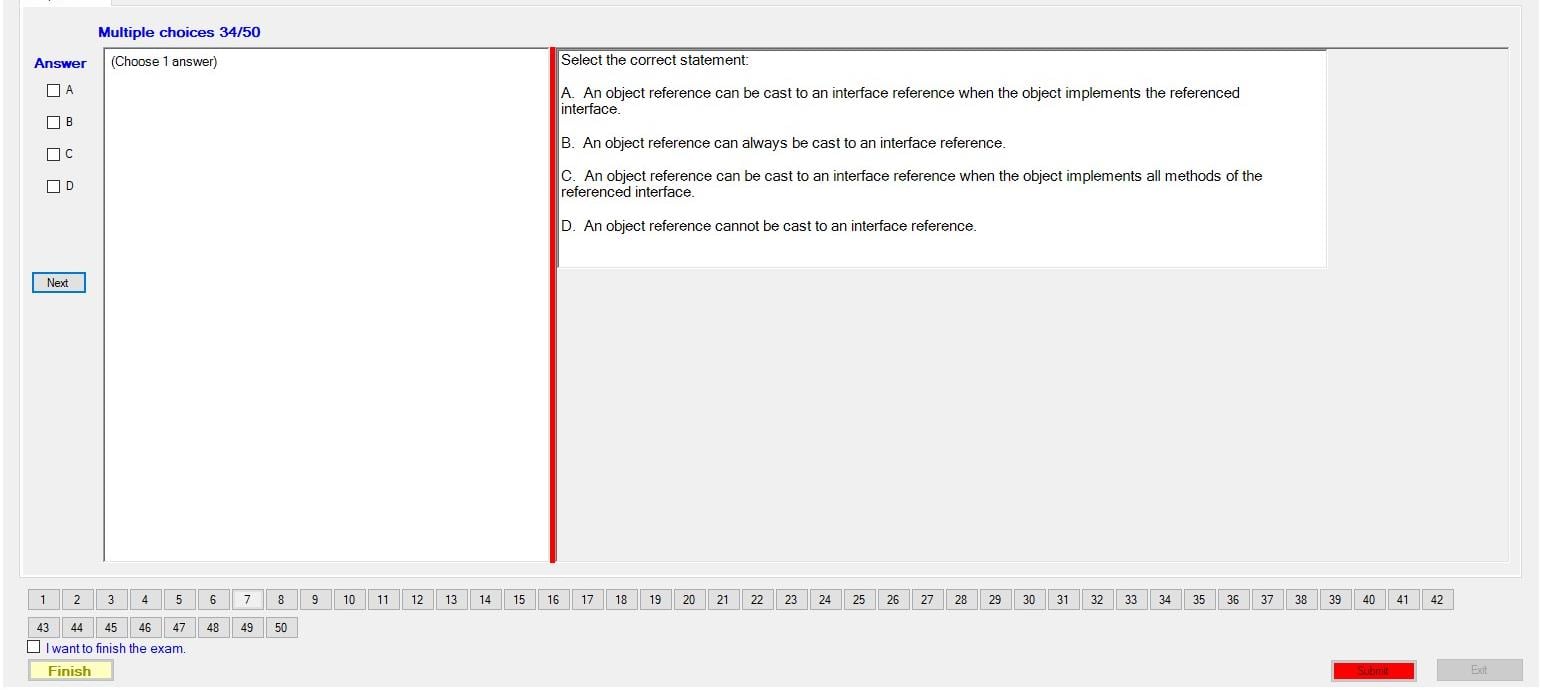 Multiple choices 34/50
Answer
(Choose 1 answer)
A
B
C
D
Next
Select the correct statement:
A. An object reference can be cast to an interface reference when the object implements the referenced
interface.
B. An object reference can always be cast to an interface reference.
C. An object reference can be cast to an interface reference when the object implements all methods of the
referenced interface.
D. An object reference cannot be cast to an interface reference.
1 2 3 4 5 6 7 8 9 10 11 12 13 14 15 16 17 18 19 20 21 22 23 24 25 26 27 28 29 30 31 32 33 34 35 36 37 38 39 40 41 42
43 44 45 46 47 48 49 50
I want to finish the exam.
Finish
Submit
Exit